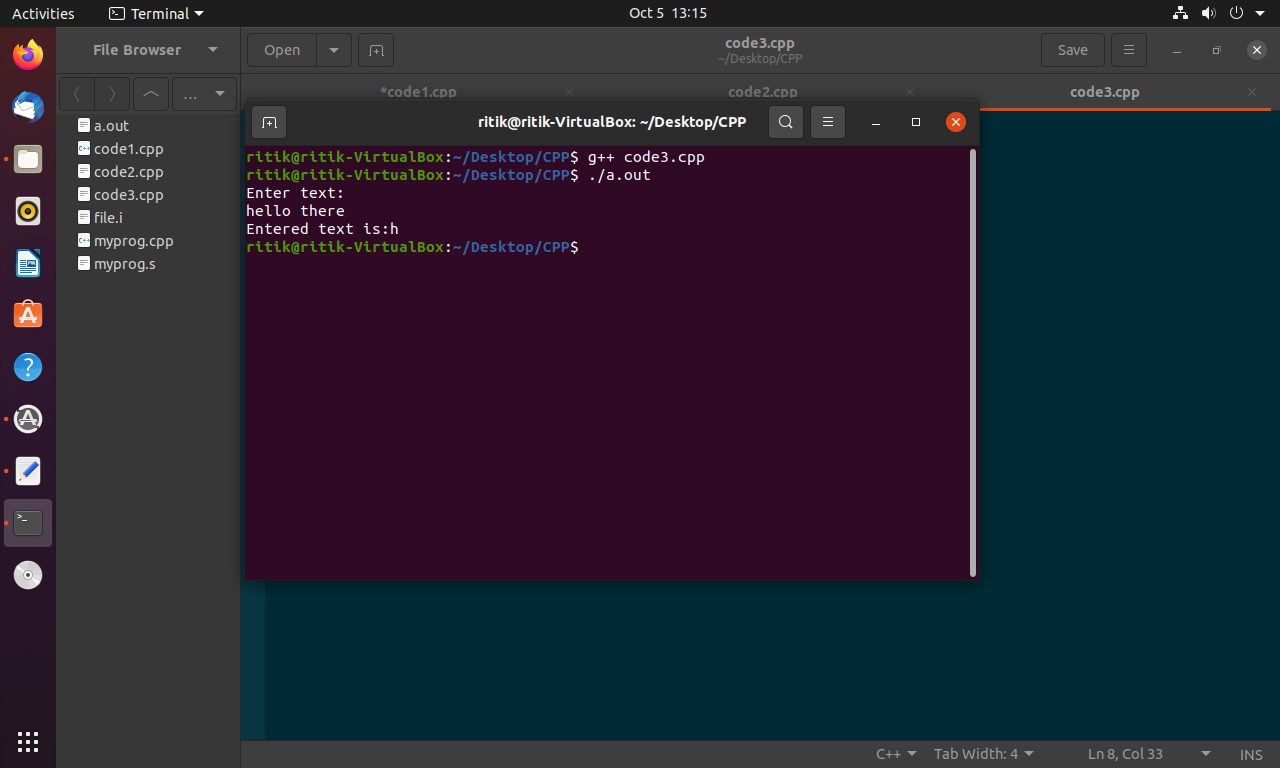 Activities Terminal Oct 5 13:15
File Browser Open code3.cpp Save
~/Desktop/CPP
... *code1.cpp code2.cpp code3.cpp
a.out
code1.cpp
code2.cpp
code3.cpp
file.i
myprog.cpp
myprog.s
ritik@ritik-VirtualBox: ~/Desktop/CPP
ritik@ritik-VirtualBox:~/Desktop/CPP$ g++ code3.cpp
ritik@ritik-VirtualBox:~/Desktop/CPP$ ./a.out
Enter text:
hello there
Entered text is:h
ritik@ritik-VirtualBox:~/Desktop/CPP$
C++ Tab Width: 4 Ln 8, Col 33 INS